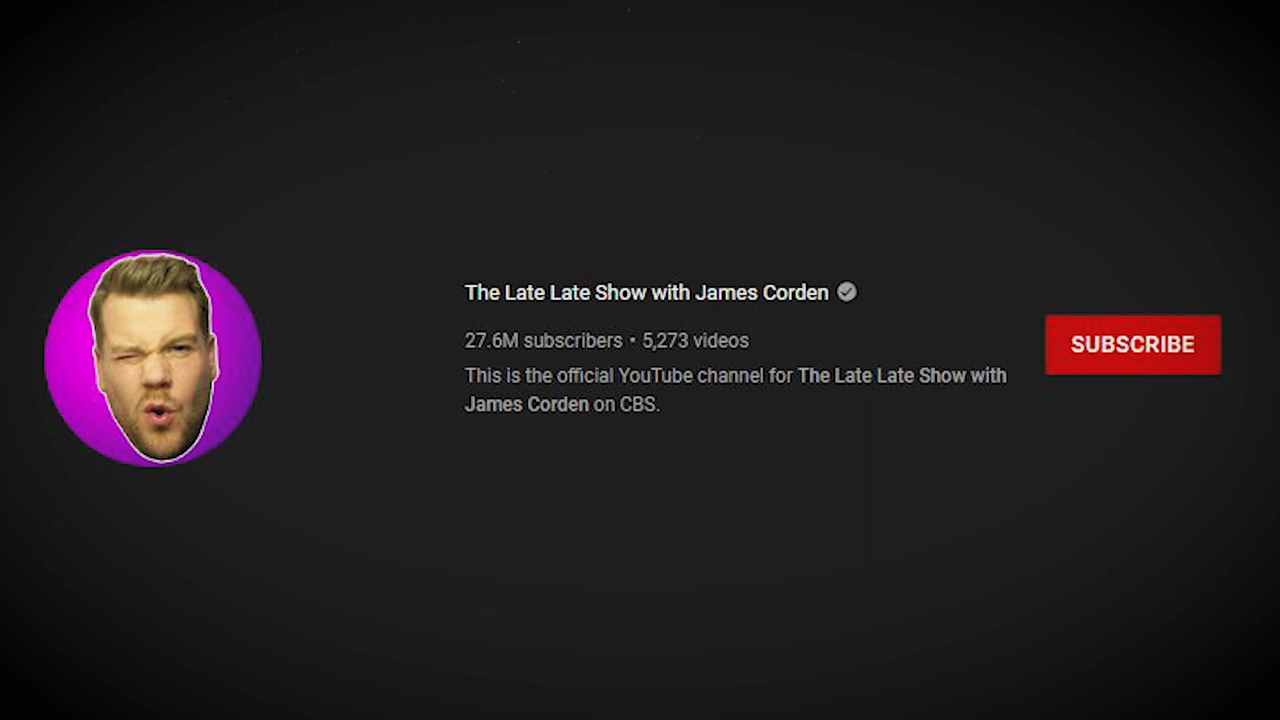 The Late Late Show with James Corden
27.6M subscribers • 5,273 videos
This is the official YouTube channel for The Late Late Show with
James Corden on CBS.
SUBSCRIBE